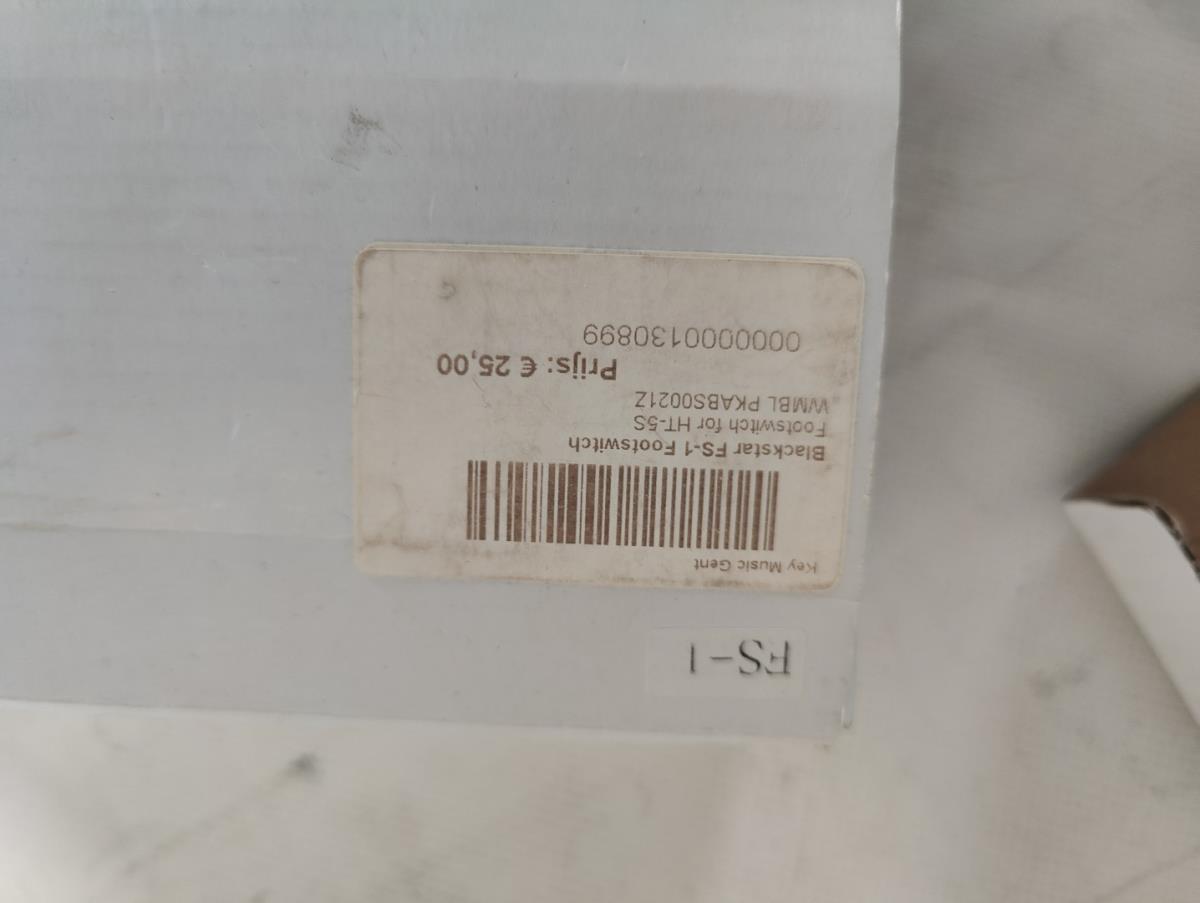 FS-1
Key Music Gent
Blackstar FS-1 Footswitch
Footswitch for HT-5S
WMBL PKABS0021Z
Prijs: € 25,00
0000000130899